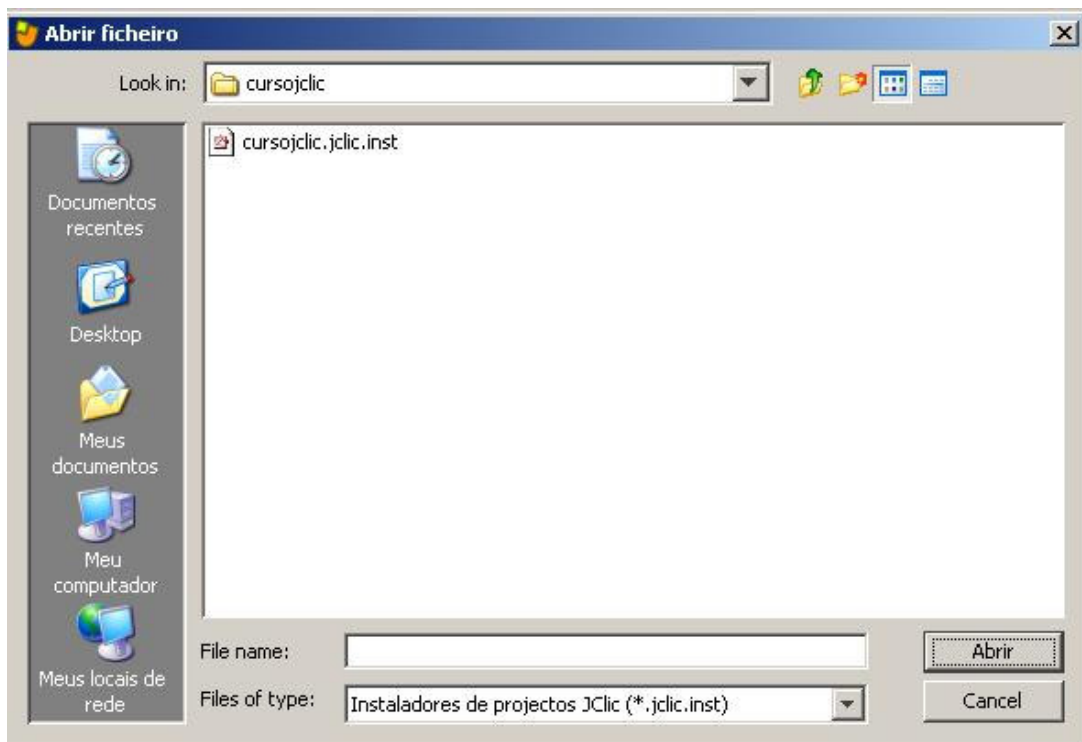 Abrir ficheiro
Look in:
cursojclic
cursojclic.jclic.inst
Documentos
recentes
Desktop
Meus
documentos
Meu
computador
Meus locais de
rede
File name:
Abrir
Files of type:
Instaladores de projectos JClic (*.jclic.inst)
Cancel